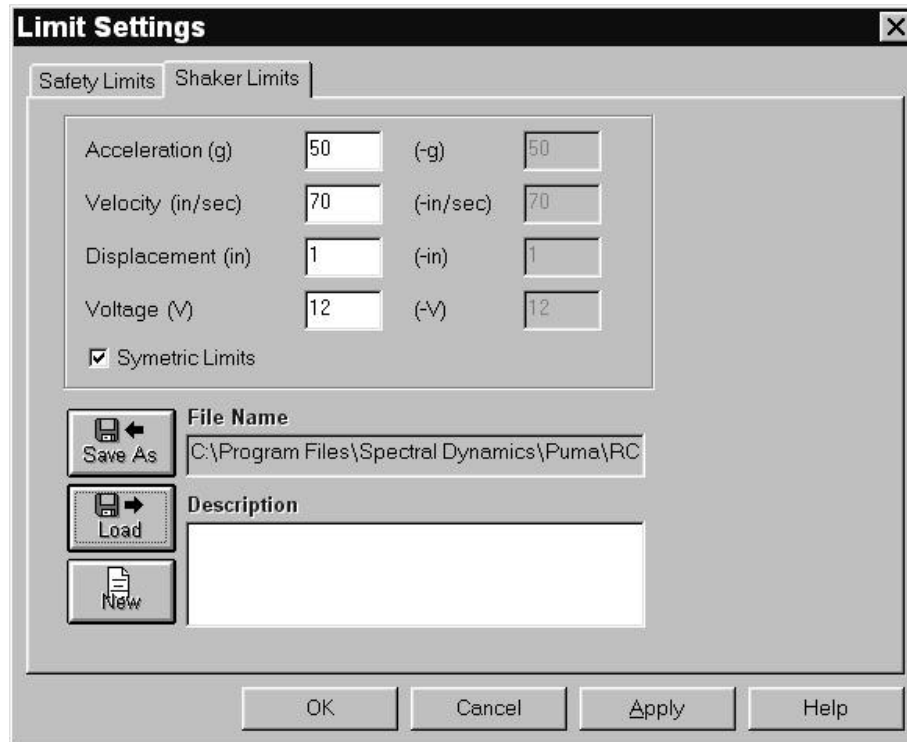 Limit Settings
Safety Limits Shaker Limits
Acceleration (g) 50 (-g) 50
Velocity (in/sec) 70 (-in/sec) 70
Displacement (in) 1 (-in) 1
Voltage (V) 12 (-V) 12
Symetric Limits
File Name
Save As C:\Program Files\Spectral Dynamics\Puma\RC
Description
Load
New
OK Cancel Apply Help